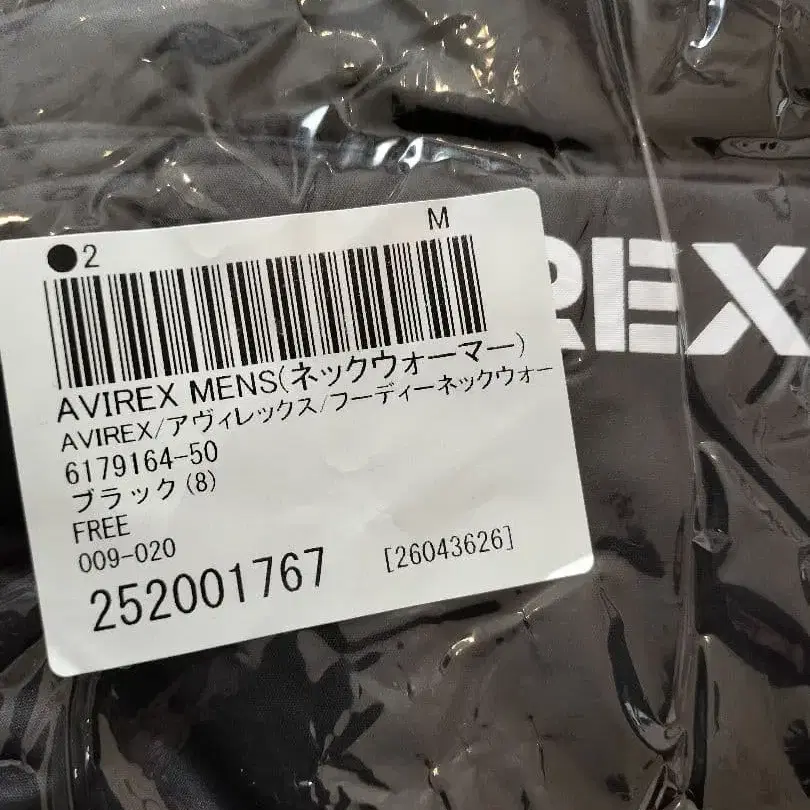 ●2
M
AVIREX MENS(ネックウォーマー)
AVIREX/アヴィレックス/フーディーネックウォー
6179164-50
ブラック(8)
FREE
009-020
252001767
[26043626]
REX